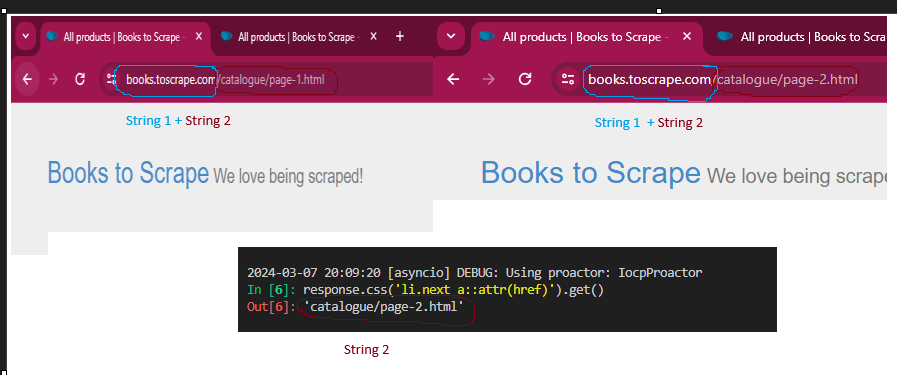 All products | Books to Scrape -
All products | Books to Scrape -
books.toscrape.com/catalogue/page-1.html
String 1 + String 2
Books to Scrape We love being scraped!
All products | Books to Scrape -
All products | Books to Scra
books.toscrape.com/catalogue/page-2.html
String 1 + String 2
Books to Scrape We love being scrape
2024-03-07 20:09:20 [asyncio] DEBUG: Using proactor: IocpProactor
In [6]: response.css('li.next a::attr(href)').get()
Out[6]: 'catalogue/page-2.html'
String 2